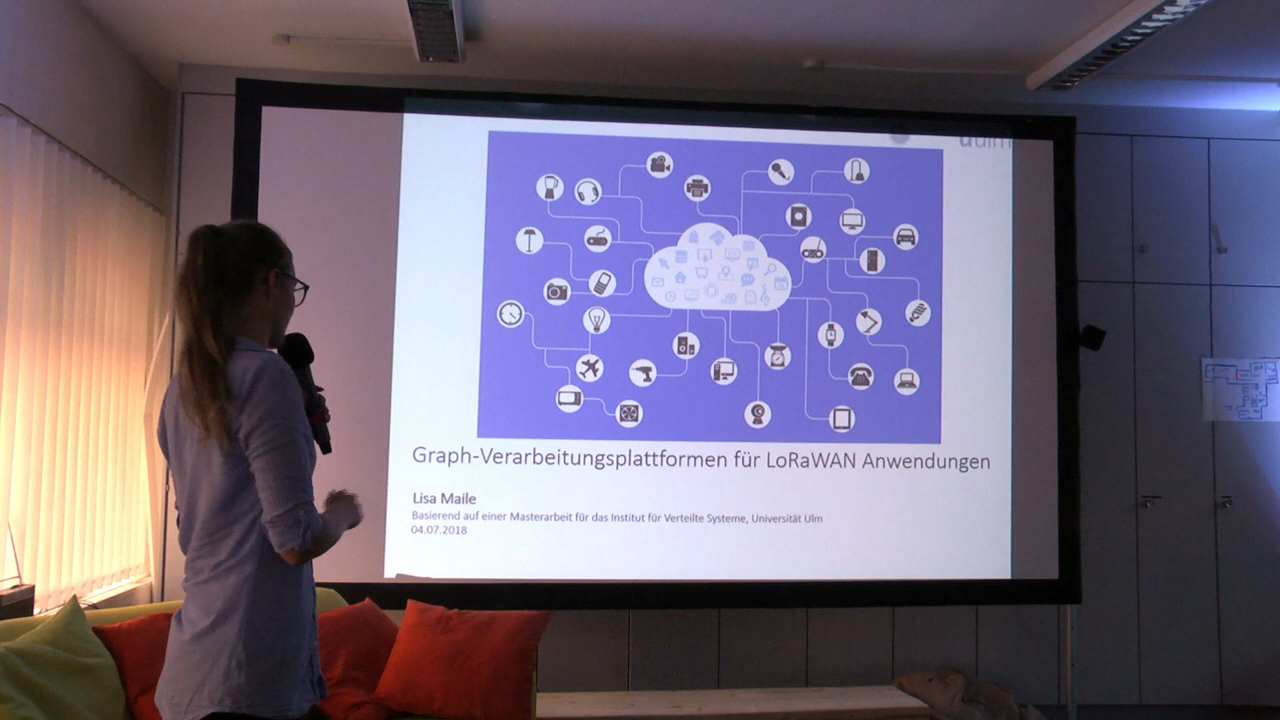 uulm
Graph-Verarbeitungsplattformen für LoRaWAN Anwendungen
Lisa Maile
Basierend auf einer Masterarbeit für das Institut für Verteilte Systeme, Universität Ulm
04.07.2018